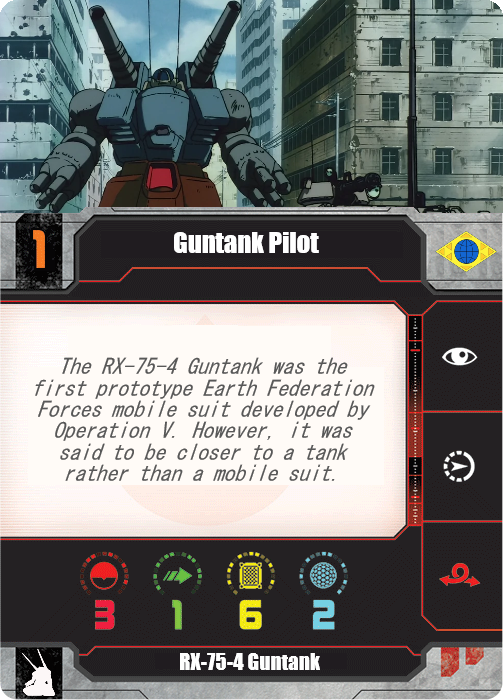 1
Guntank Pilot
The RX-75-4 Guntank was the
first prototype Earth Federation
Forces mobile suit developed by
Operation V. However, it was
said to be closer to a tank
rather than a mobile suit.
3 1 6 2
RX-75-4 Guntank